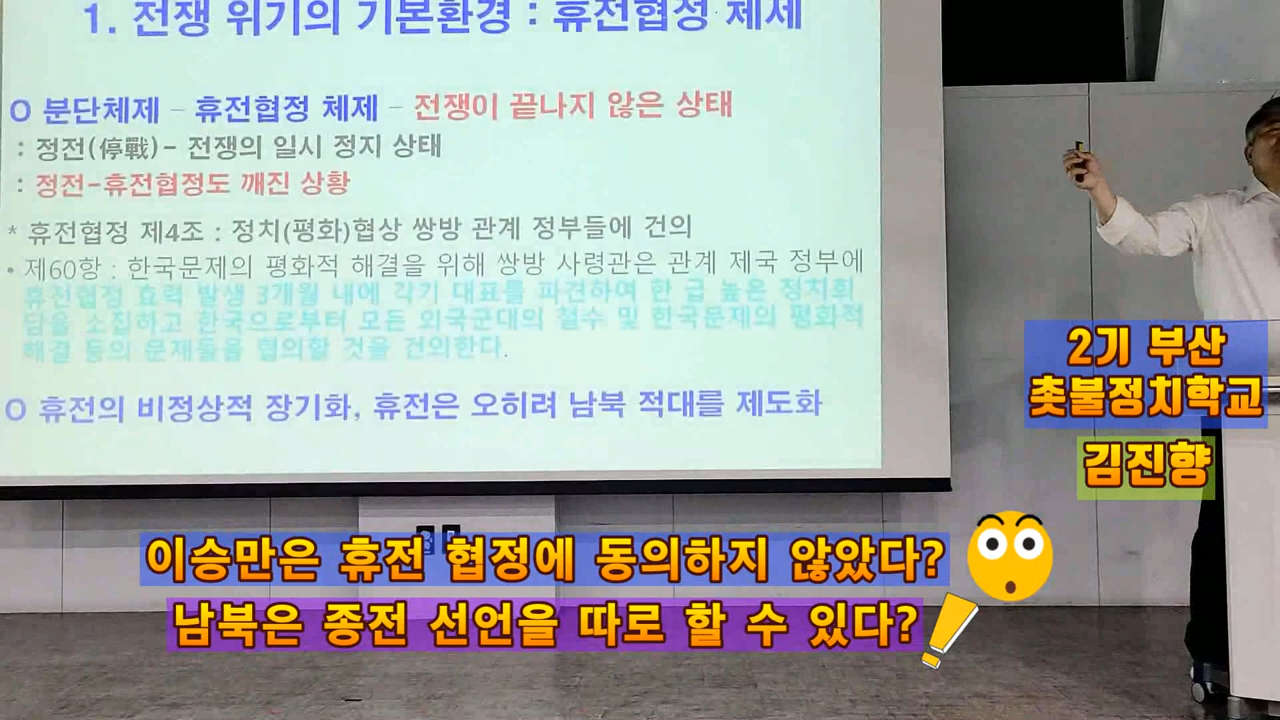 1. 전쟁 위기의 기본환경 : 휴전협정 체제
O 분단체제 - 휴전협정 체제 - 전쟁이 끝나지 않은 상태
: 정전(停戰) - 전쟁의 일시 정지 상태
: 정전-휴전협정도 깨진 상황
* 휴전협정 제4조 : 정치(평화)협상 쌍방 관계 정부들에 건의
• 제60항 : 한국문제의 평화적 해결을 위해 쌍방 사령관은 관계 제국 정부에
휴전협정 효력 발생 3개월 내에 각기 대표를 파견하여 한 급 높은 정치회
담을 소집하고 한국으로부터 모든 외국군대의 철수 및 한국문제의 평화적
해결 등의 문제들을 협의할 것을 건의한다.
O 휴전의 비정상적 장기화, 휴전은 오히려 남북 적대를 제도화
2기 부산
촛불정치학교
김진향
이승만은 휴전 협정에 동의하지 않았다?
남북은 종전 선언을 따로 할 수 있다?